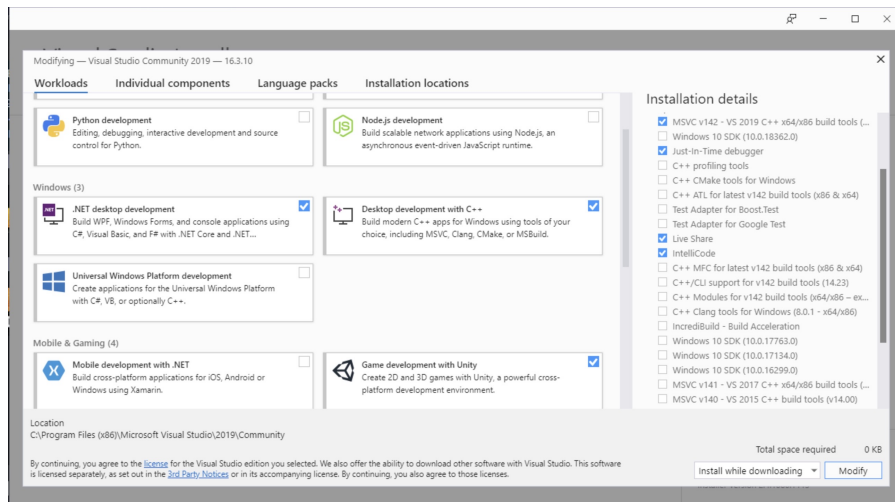 Modifying — Visual Studio Community 2019 — 16.3.10
Workloads Individual components Language packs Installation locations
Python development
Editing, debugging, interactive development and source
control for Python.
Node.js development
Build scalable network applications using Node.js, an
asynchronous event-driven JavaScript runtime.
Windows (3)
.NET desktop development
Build WPF, Windows Forms, and console applications using
C#, Visual Basic, and F# with .NET Core and .NET...
Desktop development with C++
Build modern C++ apps for Windows using tools of your
choice, including MSVC, Clang, CMake, or MSBuild.
Universal Windows Platform development
Create applications for the Universal Windows Platform
with C#, VB, or optionally C++.
Mobile & Gaming (4)
Mobile development with .NET
Build cross-platform applications for iOS, Android or
Windows using Xamarin.
Game development with Unity
Create 2D and 3D games with Unity, a powerful cross-
platform development environment.
Installation details
MSVC v142 - VS 2019 C++ x64/x86 build tools (...
Windows 10 SDK (10.0.18362.0)
Just-In-Time debugger
C++ profiling tools
C++ CMake tools for Windows
C++ ATL for latest v142 build tools (x86 & x64)
Test Adapter for Boost.Test
Test Adapter for Google Test
Live Share
IntelliCode
C++ MFC for latest v142 build tools (x86 & x64)
C++/CLI support for v142 build tools (14.23)
C++ Modules for v142 build tools (x64/x86 – ex...
C++ Clang tools for Windows (8.0.1 - x64/x86)
IncrediBuild - Build Acceleration
Windows 10 SDK (10.0.17763.0)
Windows 10 SDK (10.0.17134.0)
Windows 10 SDK (10.0.16299.0)
MSVC v141 - VS 2017 C++ x64/x86 build tools (...
MSVC v140 - VS 2015 C++ build tools (v14.00)
Location
C:\Program Files (x86)\Microsoft Visual Studio\2019\Community
By continuing, you agree to the license for the Visual Studio edition you selected. We also offer the ability to download other software with Visual Studio. This software
is licensed separately, as set out in the 3rd Party Notices or in its accompanying license. By continuing, you also agree to those licenses.
Total space required 0 KB
Install while downloading Modify